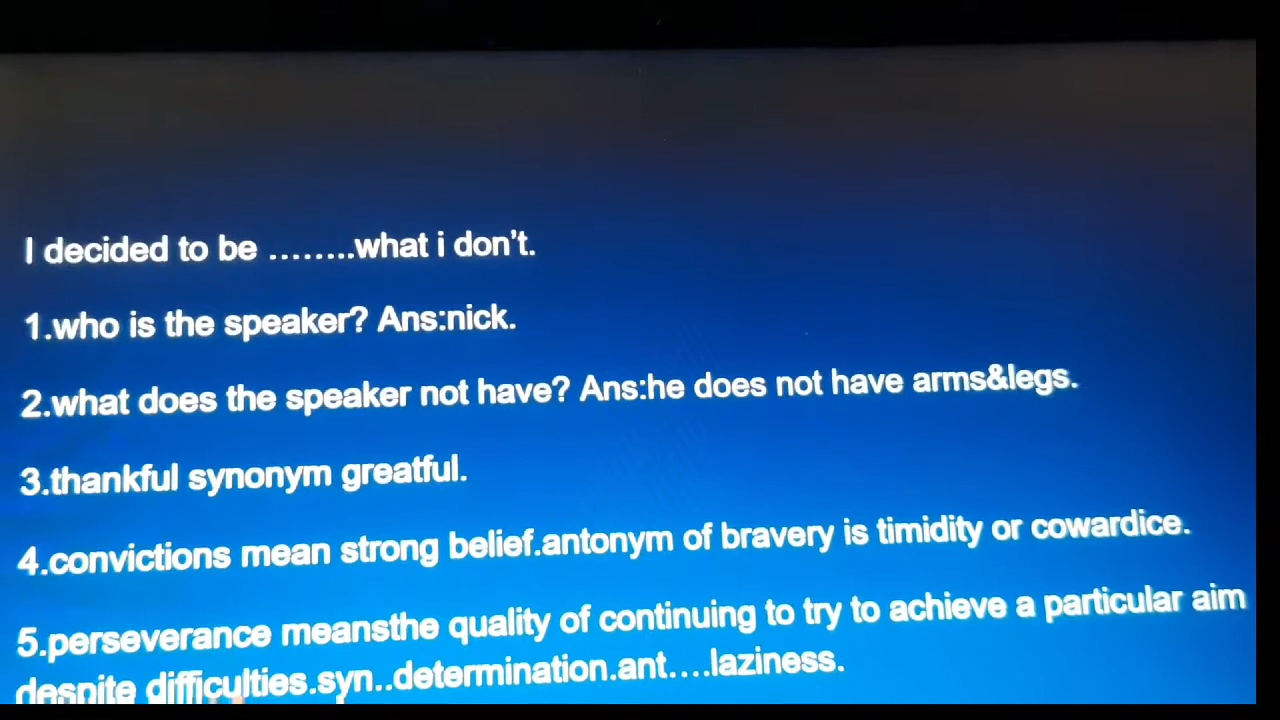 I decided to be ........what i don't.
1.who is the speaker? Ans:nick.
2.what does the speaker not have? Ans:he does not have arms&legs.
3.thankful synonym greatful.
4.convictions mean strong belief.antonym of bravery is timidity or cowardice.
5.perseverance meansthe quality of continuing to try to achieve a particular aim
despite difficulties.syn..determination.ant....laziness.